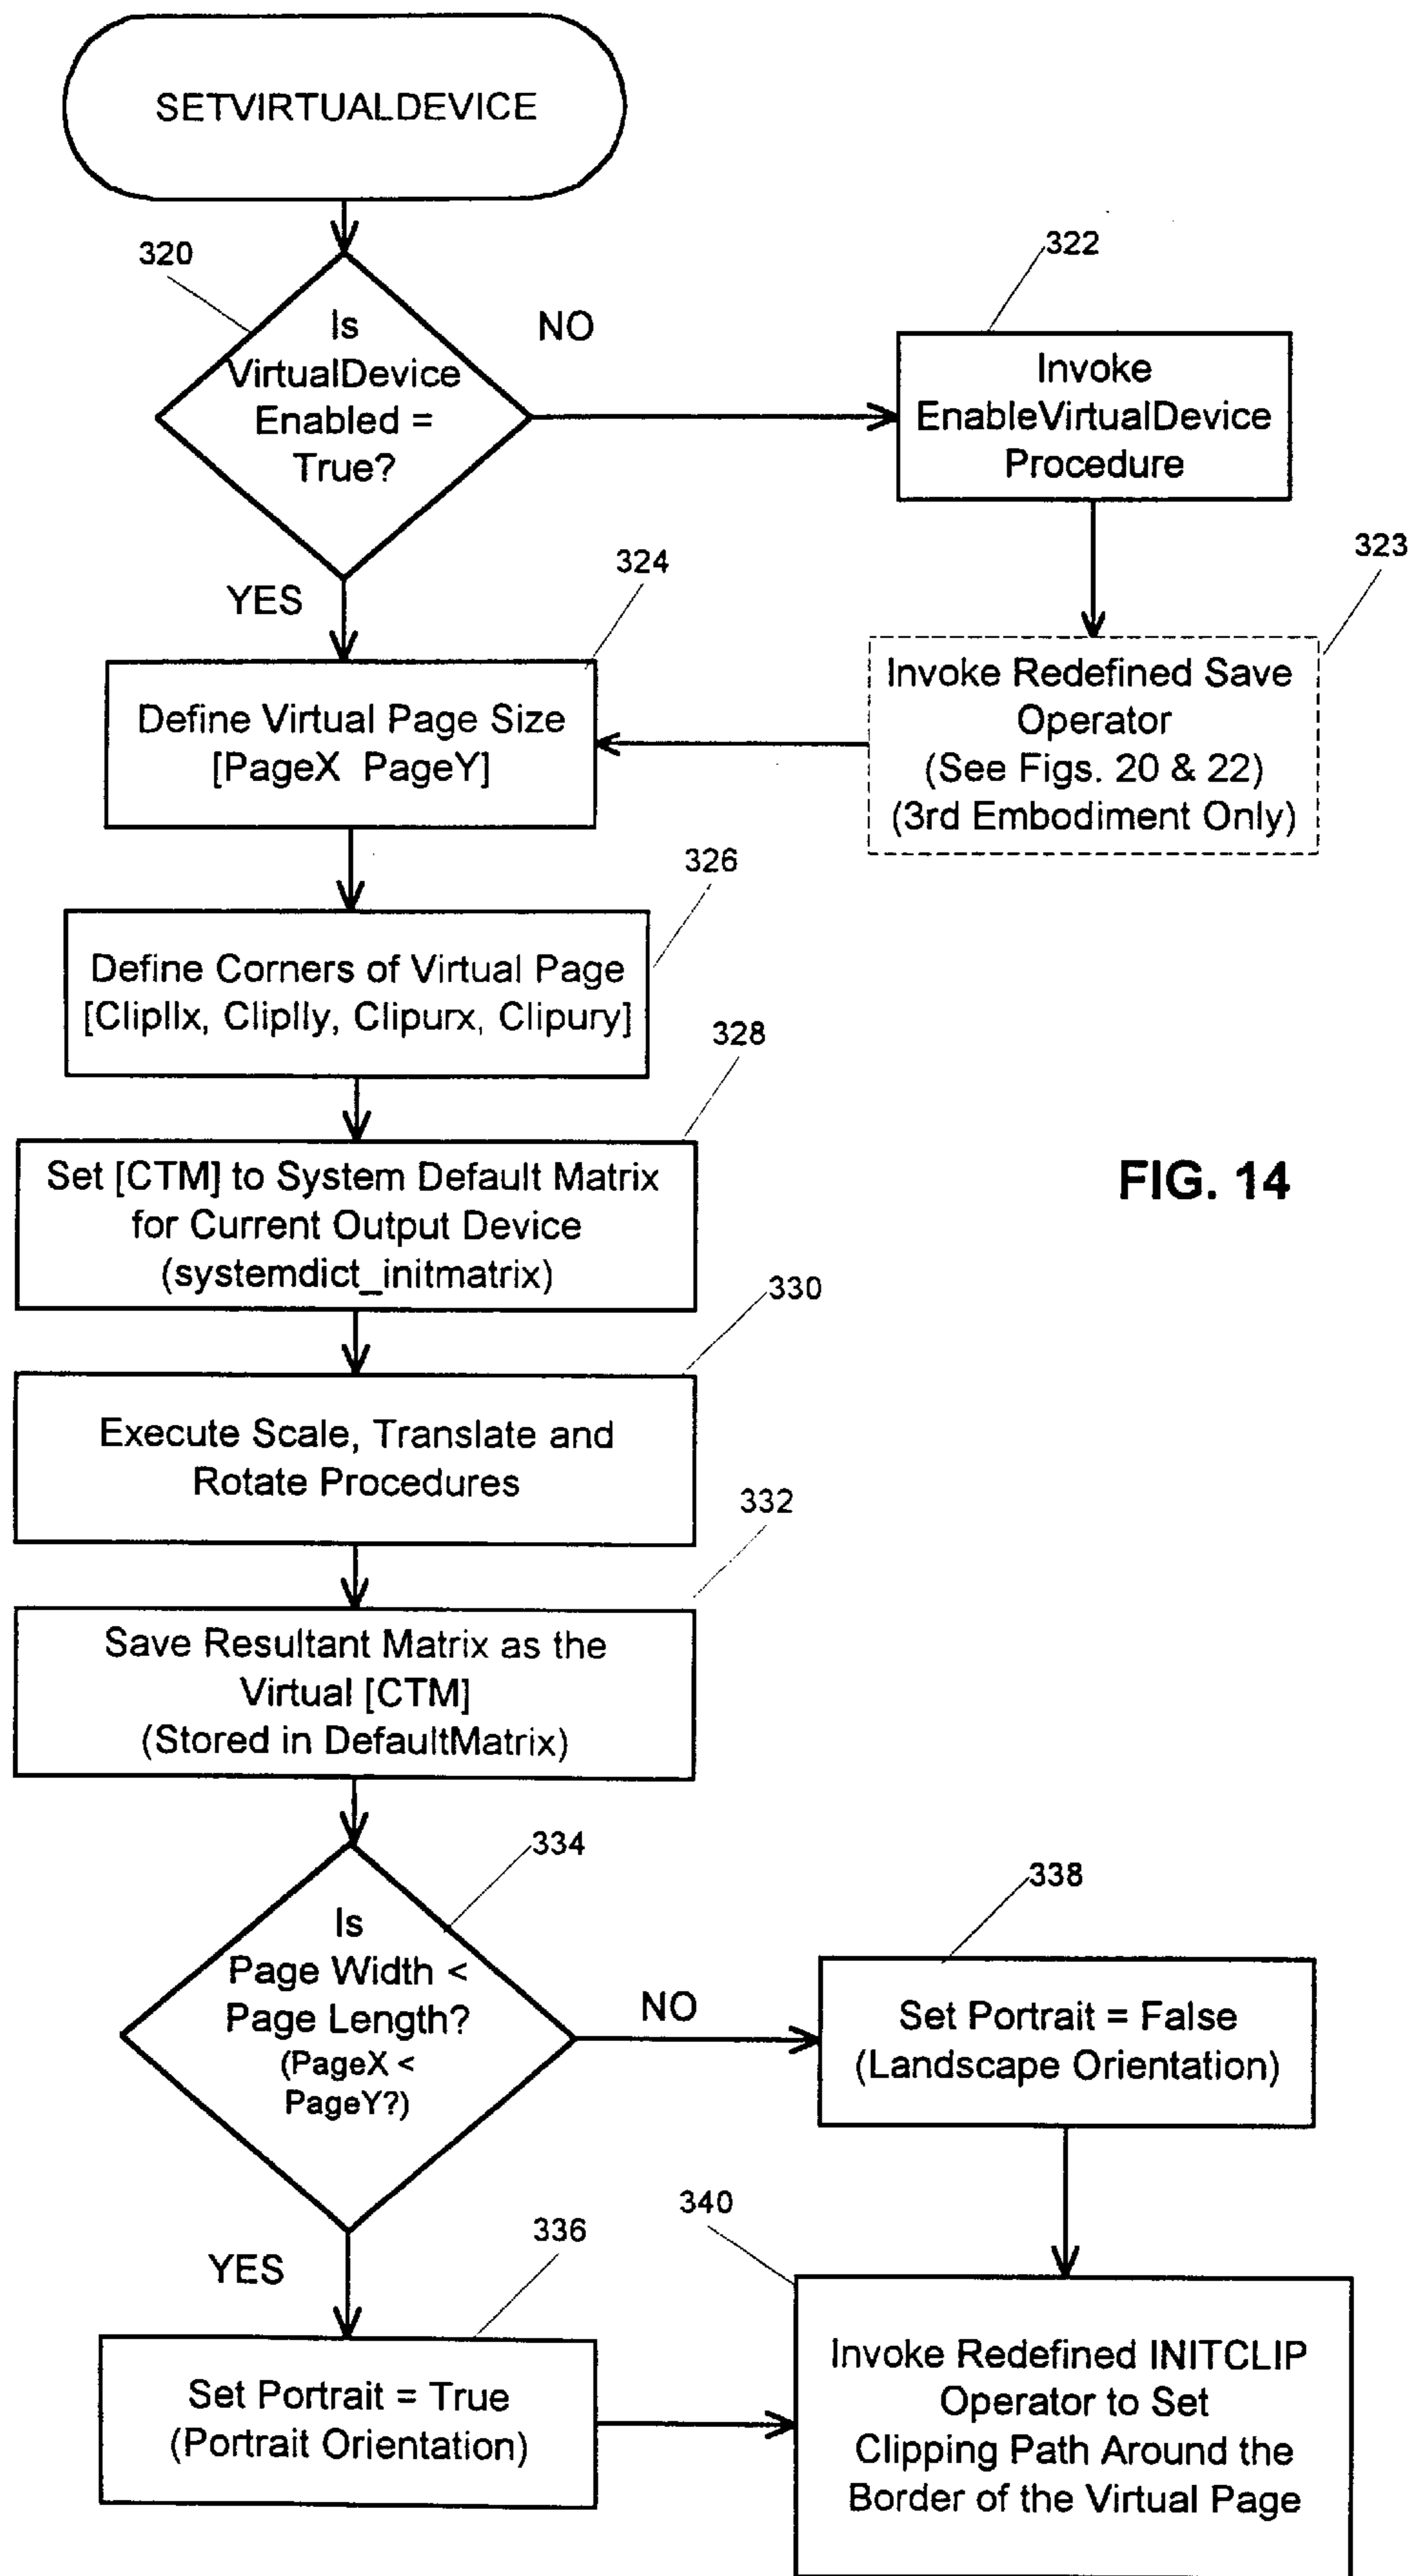 SETVIRTUALDEVICE
320
Is
VirtualDevice
Enabled =
True?
NO
322
Invoke
EnableVirtualDevice
Procedure
YES
324
Define Virtual Page Size
[PageX PageY]
323
Invoke Redefined Save
Operator
(See Figs. 20 & 22)
(3rd Embodiment Only)
326
Define Corners of Virtual Page
[Clipllx, Cliplly, Clipurx, Clipury]
328
Set [CTM] to System Default Matrix
for Current Output Device
(systemdict_initmatrix)
FIG. 14
330
Execute Scale, Translate and
Rotate Procedures
332
Save Resultant Matrix as the
Virtual [CTM]
(Stored in DefaultMatrix)
334
Is
Page Width <
Page Length?
(PageX <
PageY?)
NO
338
Set Portrait = False
(Landscape Orientation)
YES
336
Set Portrait = True
(Portrait Orientation)
340
Invoke Redefined INITCLIP
Operator to Set
Clipping Path Around the
Border of the Virtual Page